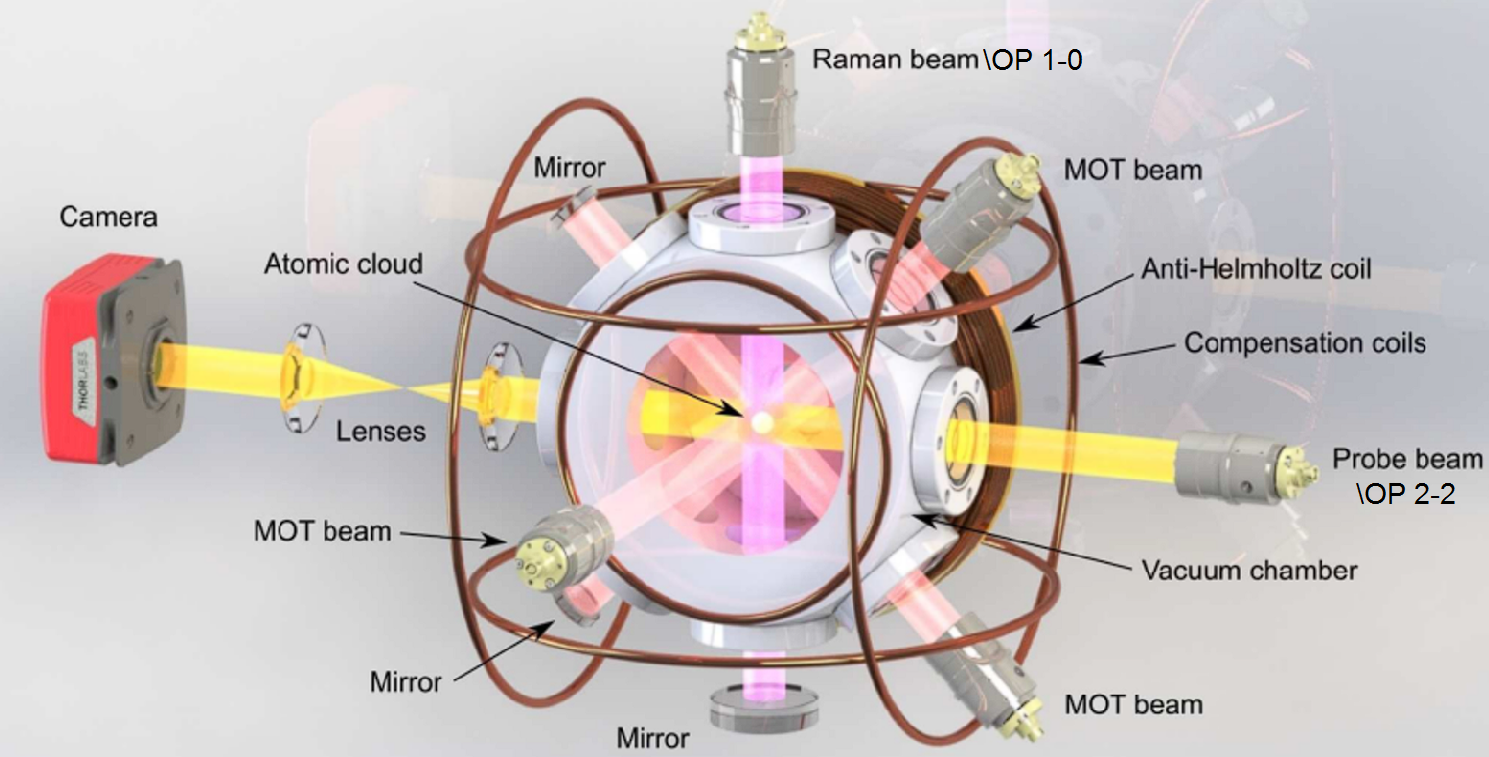 Raman beam \OP 1-0
Mirror
MOT beam
Camera
Atomic cloud
Anti-Helmholtz coil
Compensation coils
THORLABS
Lenses
Probe beam
\OP 2-2
MOT beam
Vacuum chamber
Mirror
MOT beam
Mirror